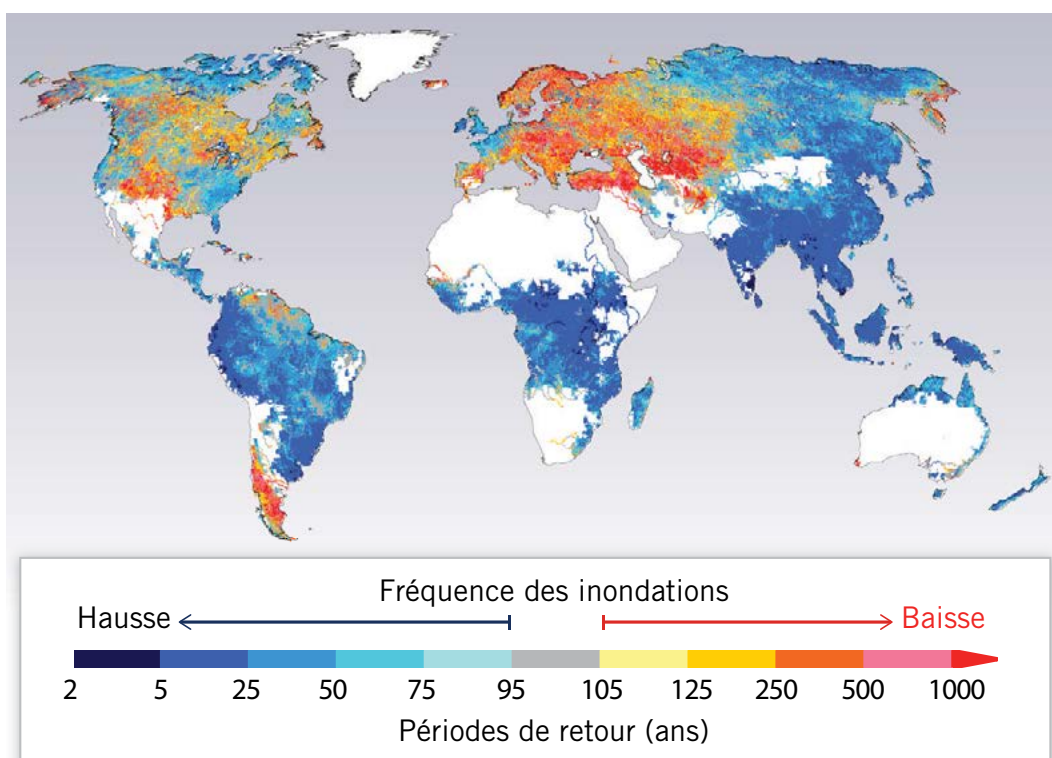 Fréquence des inondations
Hausse Baisse
2 5 25 50 75 95 105 125 250 500 1000
Périodes de retour (ans)